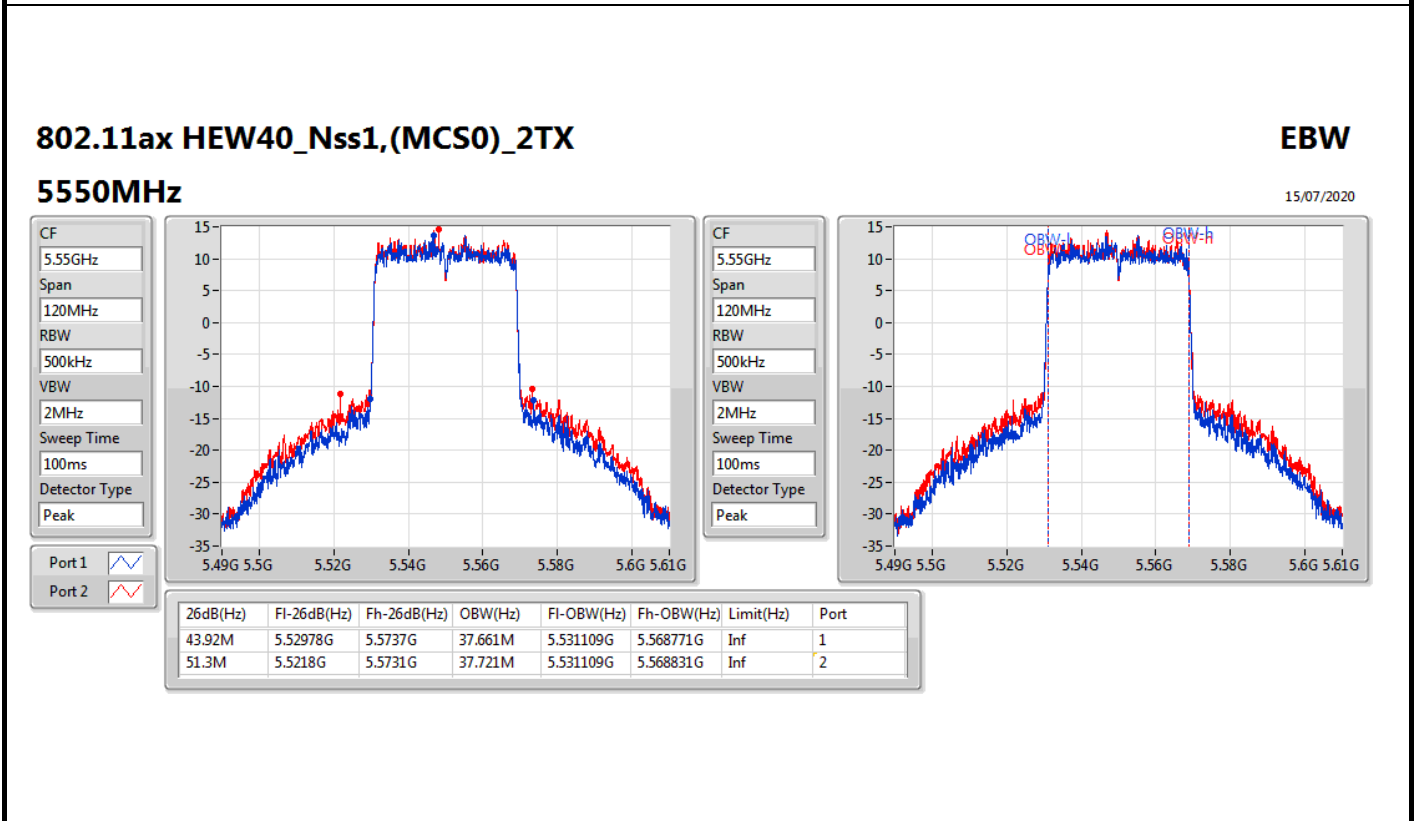 802.11ax HEW40_Nss1,(MCS0)_2TX
EBW
5550MHz
15/07/2020
CF
5.55GHz
Span
120MHz
RBW
500kHz
VBW
2MHz
Sweep Time
100ms
Detector Type
Peak
Port 1
Port 2
15
10
5
0
-5
-10
-15
-20
-25
-30
-35
5.49G 5.5G 5.52G 5.54G 5.56G 5.58G 5.6G 5.61G
CF
5.55GHz
Span
120MHz
RBW
500kHz
VBW
2MHz
Sweep Time
100ms
Detector Type
Peak
OBW-l
OBW-h
OBW-h
15
10
5
0
-5
-10
-15
-20
-25
-30
-35
5.49G 5.5G 5.52G 5.54G 5.56G 5.58G 5.6G 5.61G
26dB(Hz) Fl-26dB(Hz) Fh-26dB(Hz) OBW(Hz) Fl-OBW(Hz) Fh-OBW(Hz) Limit(Hz) Port
43.92M 5.52978G 5.5737G 37.661M 5.531109G 5.568771G Inf 1
51.3M 5.5218G 5.5731G 37.721M 5.531109G 5.568831G Inf 2